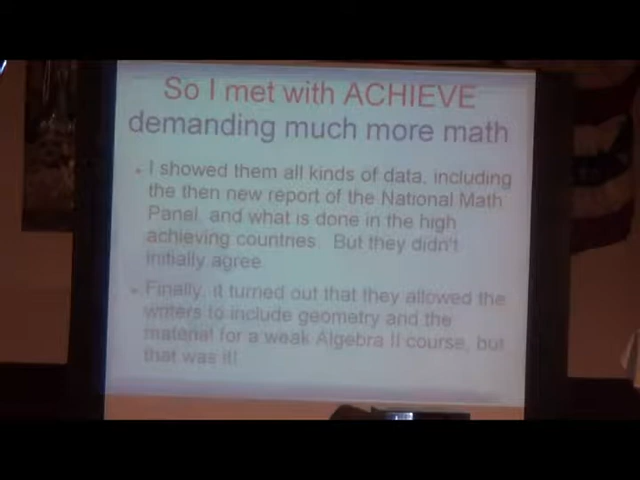 So I met with ACHIEVE
demanding much more math
• I showed them all kinds of data, including
the then new report of the National Math
Panel, and what is done in the high
achieving countries. But they didn't
initially agree.
• Finally, it turned out that they allowed the
writers to include geometry and the
material for a weak Algebra II course, but
that was it!